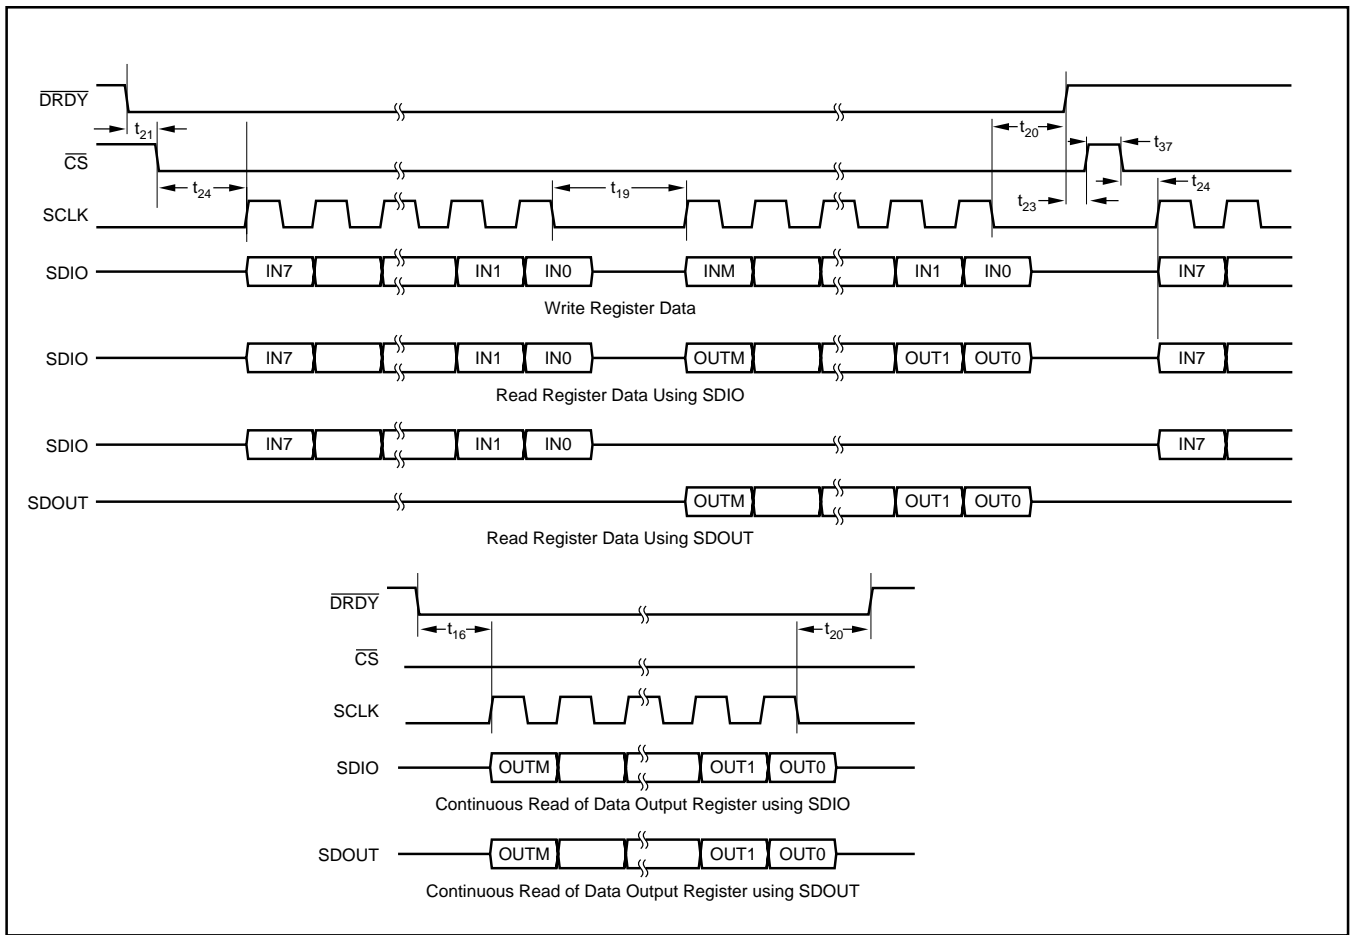 DRDY
t21
t20
CS
t37
t24
t19
t24
SCLK
t23
SDIO IN7 IN1 IN0 INM IN1 IN0 IN7
Write Register Data
SDIO IN7 IN1 IN0 OUTM OUT1 OUT0 IN7
Read Register Data Using SDIO
SDIO IN7 IN1 IN0 IN7
SDOUT OUTM OUT1 OUT0
Read Register Data Using SDOUT
DRDY
t16 t20
CS
SCLK
SDIO OUTM OUT1 OUT0
Continuous Read of Data Output Register using SDIO
SDOUT OUTM OUT1 OUT0
Continuous Read of Data Output Register using SDOUT